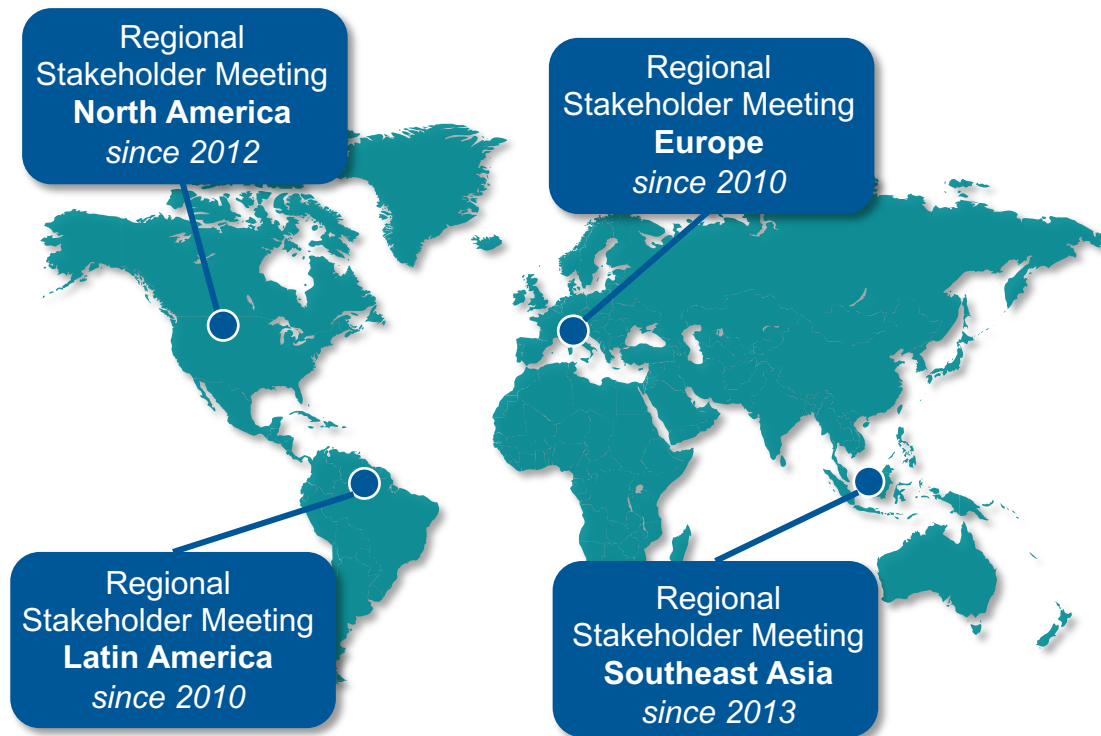 Regional
Stakeholder Meeting
North America
since 2012
Regional
Stakeholder Meeting
Europe
since 2010
Regional
Stakeholder Meeting
Latin America
since 2010
Regional
Stakeholder Meeting
Southeast Asia
since 2013